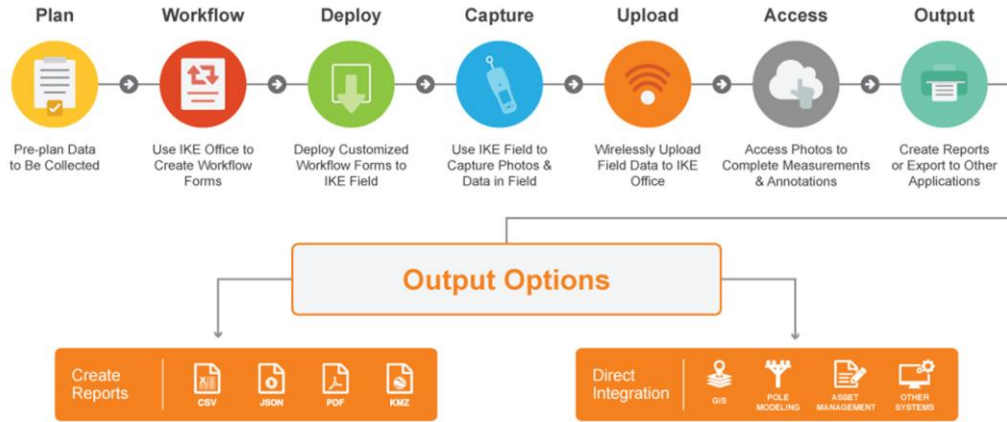 Plan
Workflow
Deploy
Capture
Upload
Access
Output
Pre-plan Data
to Be Collected
Use IKE Office to
Create Workflow
Forms
Deploy Customized
Workflow Forms to
IKE Field
Use IKE Field to
Capture Photos &
Data in Field
Wirelessly Upload
Field Data to IKE
Office
Access Photos to
Complete Measurements
& Annotations
Create Reports
or Export to Other
Applications
Output Options
Create
Reports
CSV
JSON
PDF
KMZ
Direct
Integration
GIS
POLE
MODELING
ASSET
MANAGEMENT
OTHER
SYSTEMS